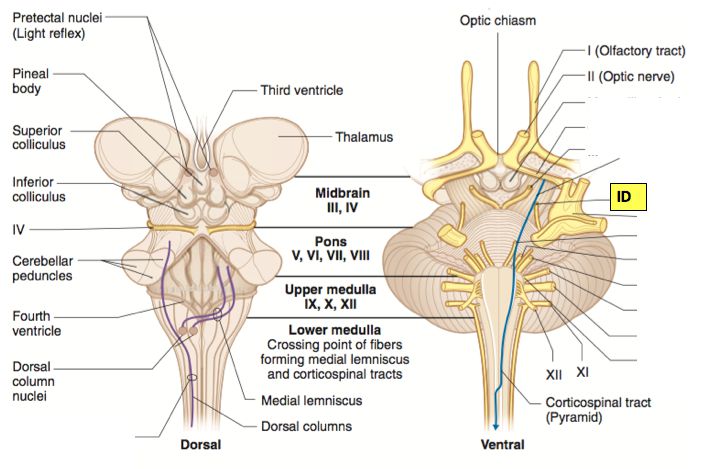 Pretectal nuclei
(Light reflex)
Pineal
body
Superior
colliculus
Inferior
colliculus
IV
Cerebellar
peduncles
Fourth
ventricle
Dorsal
column
nuclei
Third ventricle
Thalamus
Midbrain
III, IV
Pons
V, VI, VII, VIII
Upper medulla
IX, X, XII
Lower medulla
Crossing point of fibers
forming medial lemniscus
and corticospinal tracts
Medial lemniscus
Dorsal columns
Dorsal
Optic chiasm
I (Olfactory tract)
II (Optic nerve)
ID
XII
XI
Corticospinal tract
(Pyramid)
Ventral